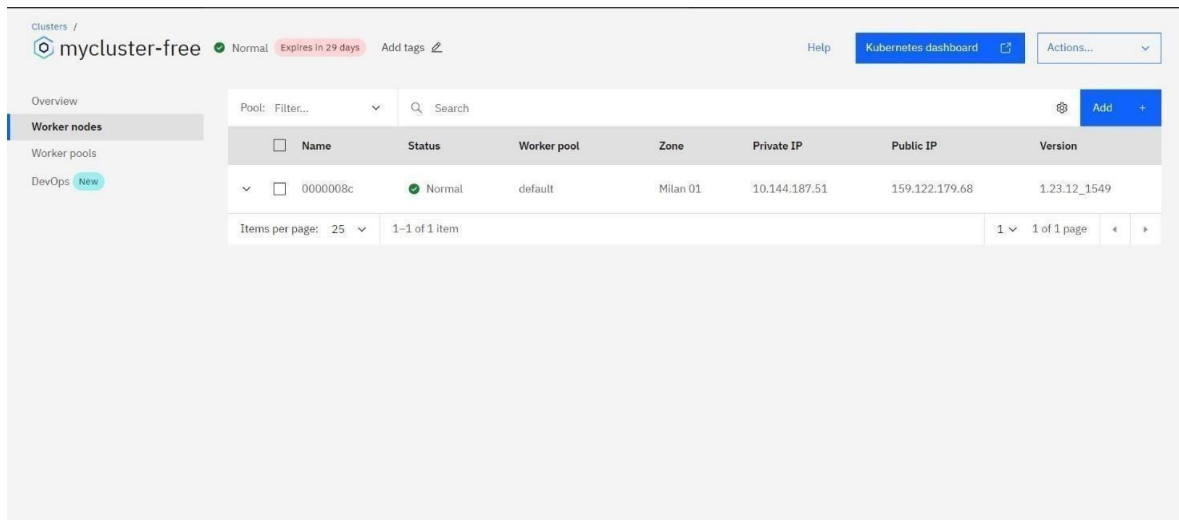 Clusters /
mycluster-free Normal Expires in 29 days Add tags Help Kubernetes dashboard Actions...
Overview
Worker nodes
Worker pools
DevOps New
Pool: Filter... Search Add +
Name Status Worker pool Zone Private IP Public IP Version
0000008c Normal default Milan 01 10.144.187.51 159.122.179.68 1.23.12_1549
Items per page: 25 1–1 of 1 item 1 1 of 1 page